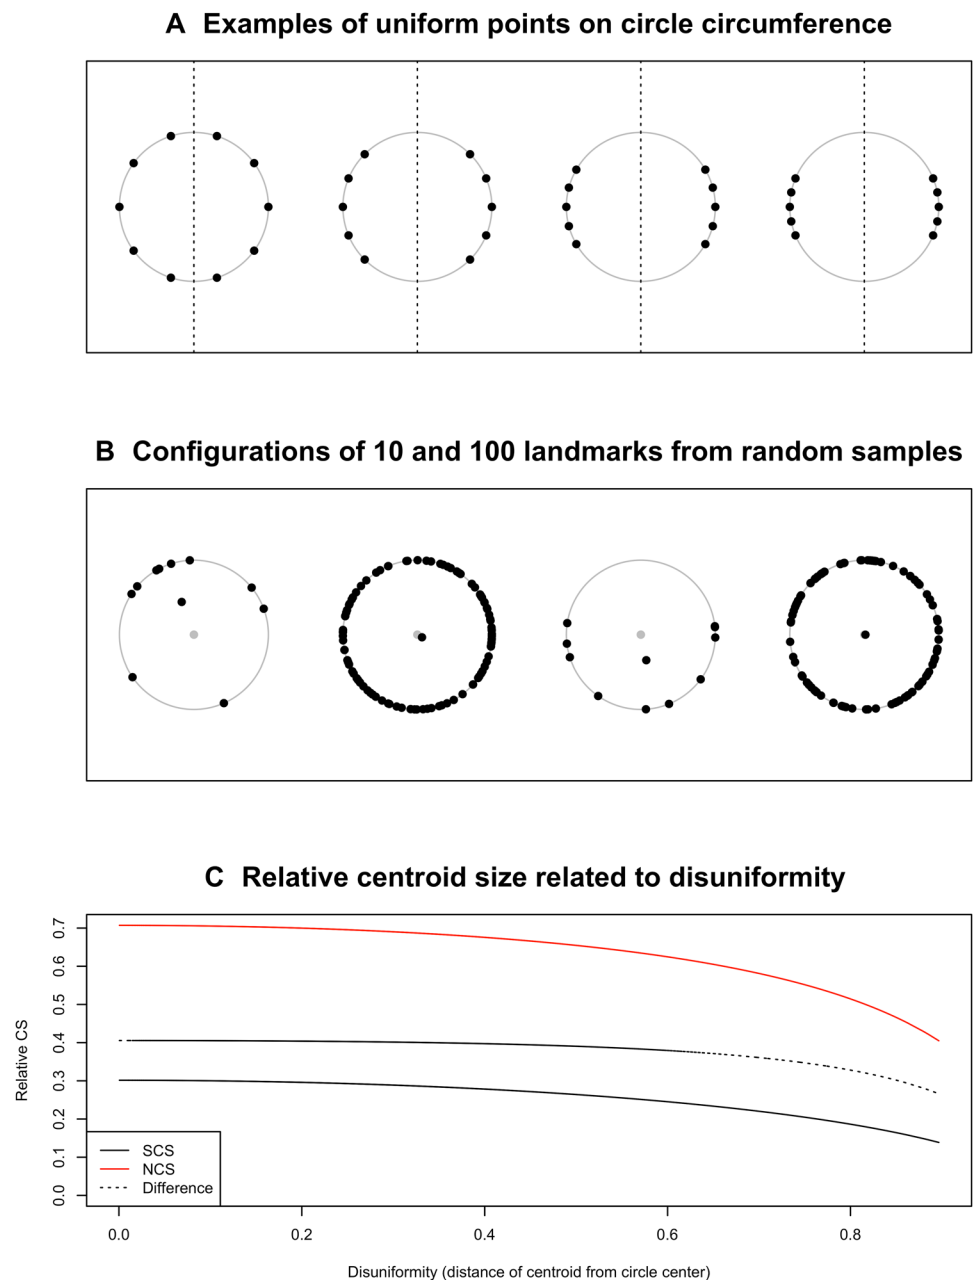 A Examples of uniform points on circle circumference
B Configurations of 10 and 100 landmarks from random samples
C Relative centroid size related to disuniformity
Relative CS
0.7
0.6
0.5
0.4
0.3
0.2
0.1
0.0
SCS
NCS
Difference
0.0 0.2 0.4 0.6 0.8
Disuniformity (distance of centroid from circle center)